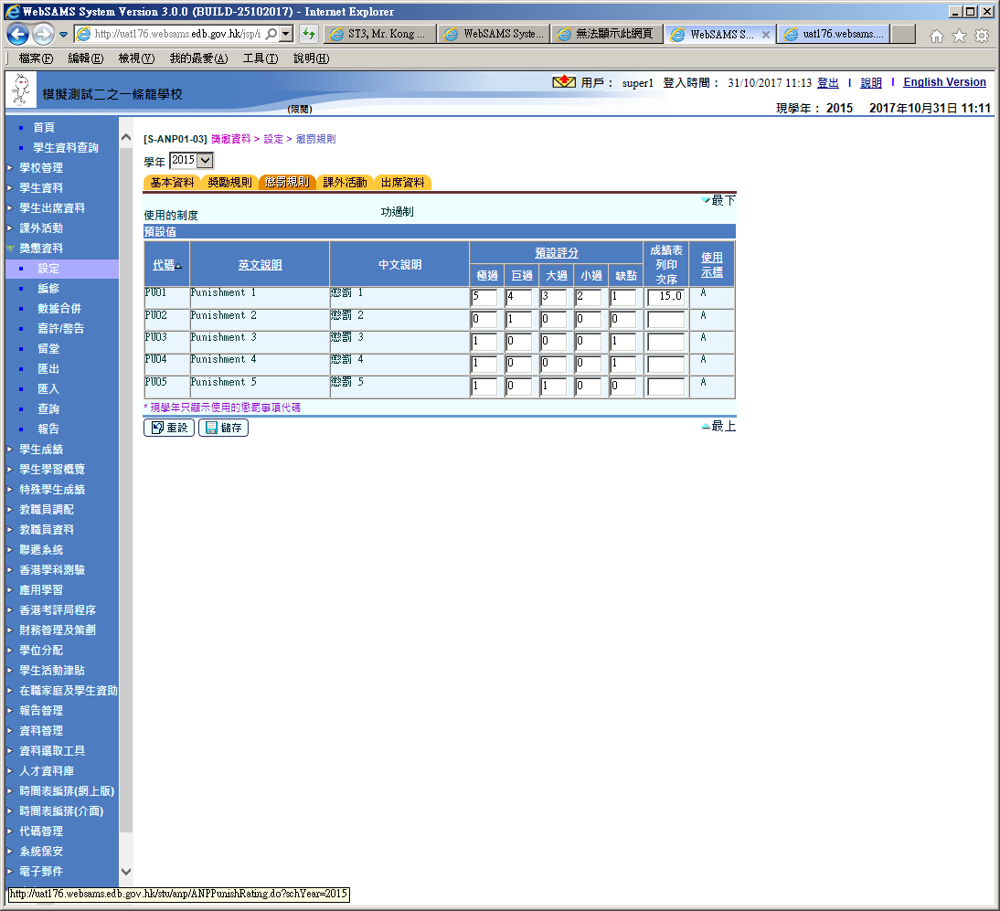 WebSAMS System Version 3.0.0 (BUILD-25102017) - Internet Explorer
http://uat176.websams.edb.gov.hk/jsp/i
ST3, Mr. Kong ...
WebSAMS Syste...
無法顯示此網頁
WebSAMS S...
uat176.websams....
檔案(F) 編輯(E) 檢視(V) 我的最愛(A) 工具(T) 說明(H)
模擬測試二之一條龍學校
(限閱)
用戶： super1 登入時間： 31/10/2017 11:13 登出 | 說明 | English Version
現學年： 2015 2017年10月31日 11:11
首頁
學生資料查詢
學校管理
學生資料
學生出席資料
課外活動
獎懲資料
設定
編修
數據合併
嘉許/警告
留堂
匯出
匯入
查詢
報告
學生成績
學生學習概覽
特殊學生成績
教職員調配
教職員資料
聯遞系統
香港學科測驗
應用學習
香港考評局程序
財務管理及策劃
學位分配
學生活動津貼
在職家庭及學生資助
報告管理
資料管理
資料選取工具
人才資料庫
時間表編排(網上版)
時間表編排(介面)
代碼管理
系統保安
電子郵件
[S-ANP01-03] 獎懲資料 > 設定 > 懲罰規則
學年 2015
基本資料 獎勵規則 懲罰規則 課外活動 出席資料
最下
使用的制度 功過制
預設值
代碼 英文說明 中文說明 預設評分 成績表列印次序 使用示標
極過 巨過 大過 小過 缺點
PU01 Punishment 1 懲罰 1 5 4 3 2 1 15.0 A
PU02 Punishment 2 懲罰 2 0 1 0 0 0 A
PU03 Punishment 3 懲罰 3 1 0 0 0 1 A
PU04 Punishment 4 懲罰 4 1 0 0 0 1 A
PU05 Punishment 5 懲罰 5 1 0 1 0 0 A
* 現學年只顯示使用的懲罰事項代碼
重設 儲存
最上
http://uat176.websams.edb.gov.hk/stu/anp/ANPPunishRating.do?schYear=2015